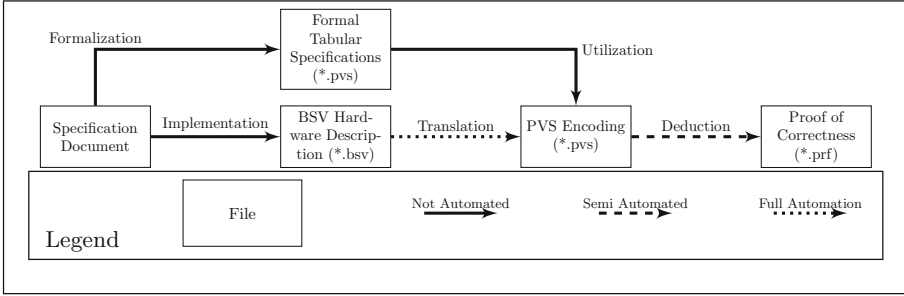 Formalization
Formal
Tabular
Specifications
(*.pvs)
Utilization
Specification
Document
Implementation
BSV Hard-
ware Descrip-
tion (*.bsv)
Translation
PVS Encoding
(*.pvs)
Deduction
Proof of
Correctness
(*.prf)
Legend
File
Not Automated
Semi Automated
Full Automation